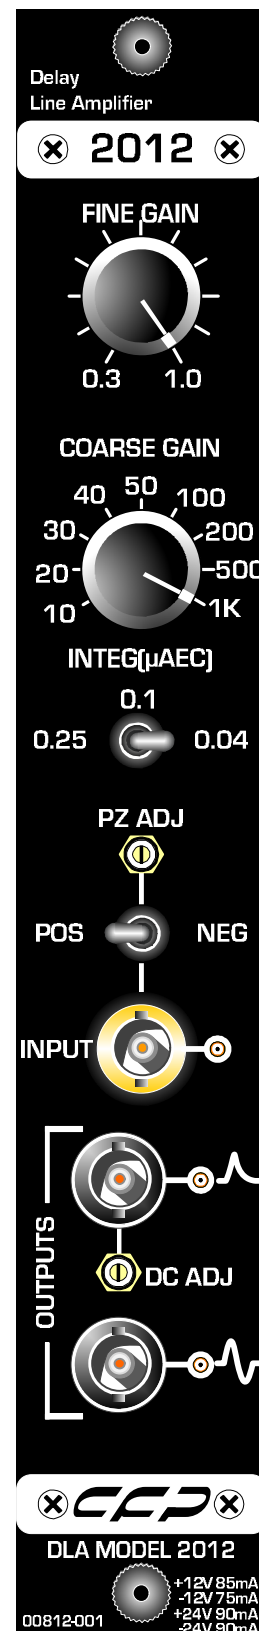 Delay
Line Amplifier
2012
FINE GAIN
0.3 1.0
COARSE GAIN
50
40 100
30 200
20 500
10 1K
INTEG(µAEC)
0.1
0.25 0.04
PZ ADJ
POS NEG
INPUT
OUTPUTS
DC ADJ
DLA MODEL 2012
+12V 85mA
-12V 75mA
+24V 90mA
00812-001 -24V 90mA